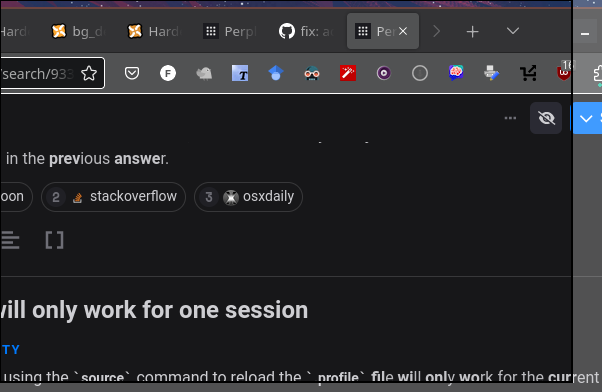 Hard
bg_d
Hard
Perpl
fix: a
Pe
/search/933
F
T
16
in the previous answer.
oon
2 stackoverflow
3 osxdaily
will only work for one session
TY
using the `source` command to reload the ` profile` file will only work for the current